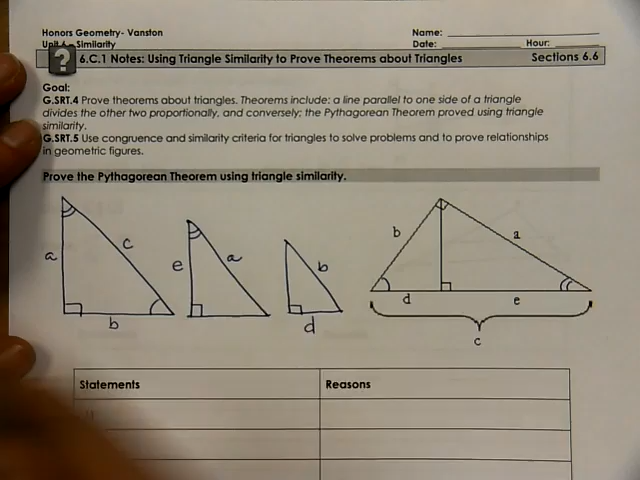 Honors Geometry- Vanston
Name:
Unit 6 – Similarity
Date: Hour:
? 6.C.1 Notes: Using Triangle Similarity to Prove Theorems about Triangles Sections 6.6
Goal:
G.SRT.4 Prove theorems about triangles. Theorems include: a line parallel to one side of a triangle
divides the other two proportionally, and conversely; the Pythagorean Theorem proved using triangle
similarity.
G.SRT.5 Use congruence and similarity criteria for triangles to solve problems and to prove relationships
in geometric figures.
Prove the Pythagorean Theorem using triangle similarity.
a c b
e a
b d
b a d e c
Statements Reasons